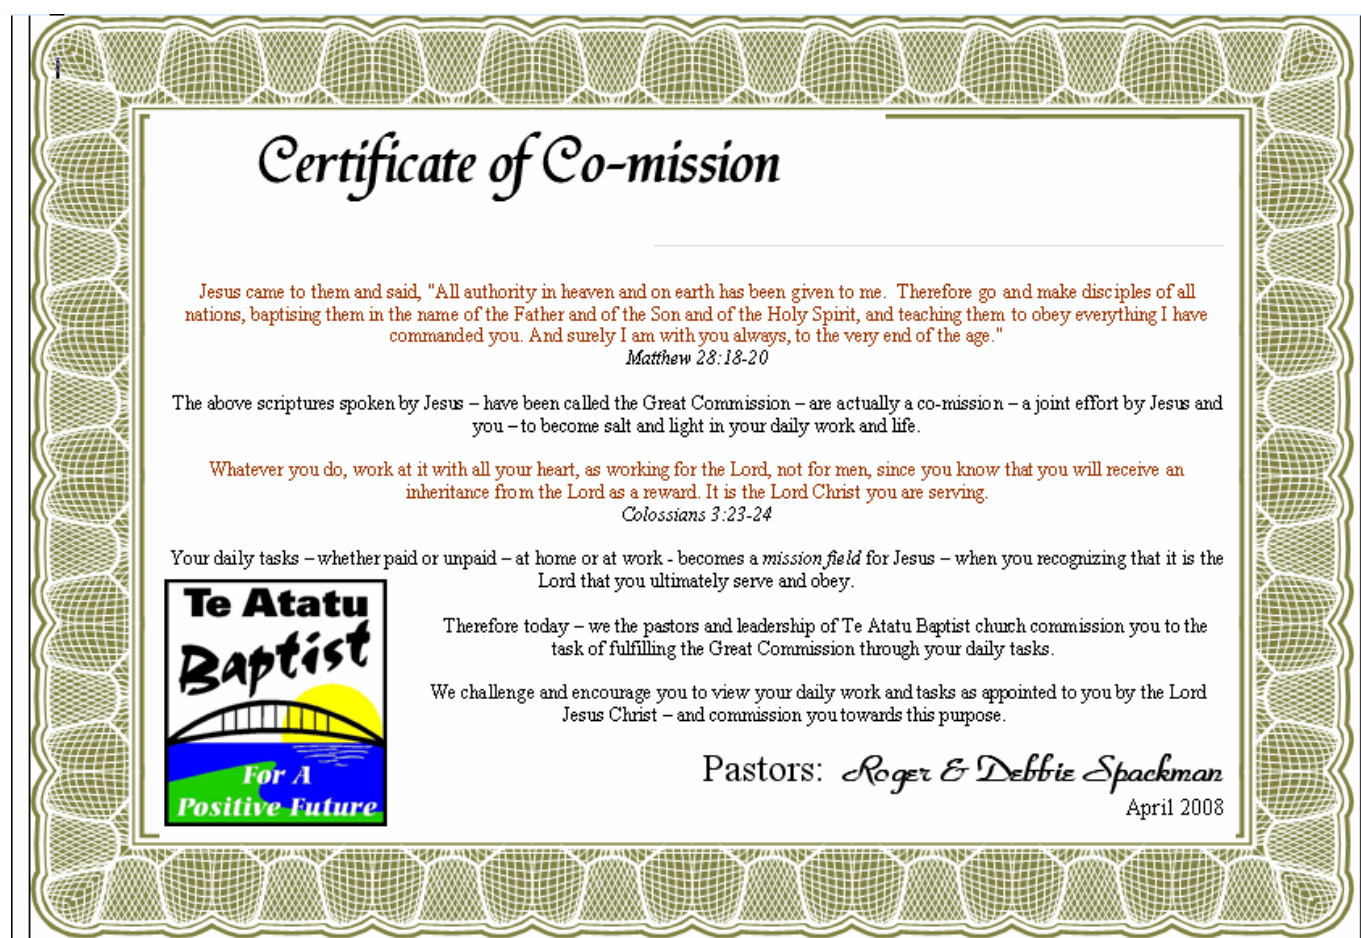 Certificate of Co-mission
Jesus came to them and said, "All authority in heaven and on earth has been given to me.  Therefore go and make disciples of all
nations, baptising them in the name of the Father and of the Son and of the Holy Spirit, and teaching them to obey everything I have
commanded you. And surely I am with you always, to the very end of the age."
Matthew 28:18-20
The above scriptures spoken by Jesus – have been called the Great Commission – are actually a co-mission – a joint effort by Jesus and
you – to become salt and light in your daily work and life.
Whatever you do, work at it with all your heart, as working for the Lord, not for men, since you know that you will receive an
inheritance from the Lord as a reward. It is the Lord Christ you are serving.
Colossians 3:23-24
Your daily tasks – whether paid or unpaid – at home or at work - becomes a mission field for Jesus – when you recognizing that it is the
Lord that you ultimately serve and obey.
Te Atatu
Baptist
For A
Positive Future
Therefore today – we the pastors and leadership of Te Atatu Baptist church commission you to the
task of fulfilling the Great Commission through your daily tasks.
We challenge and encourage you to view your daily work and tasks as appointed to you by the Lord
Jesus Christ – and commission you towards this purpose.
Pastors: Roger & Debbie Spackman
April 2008